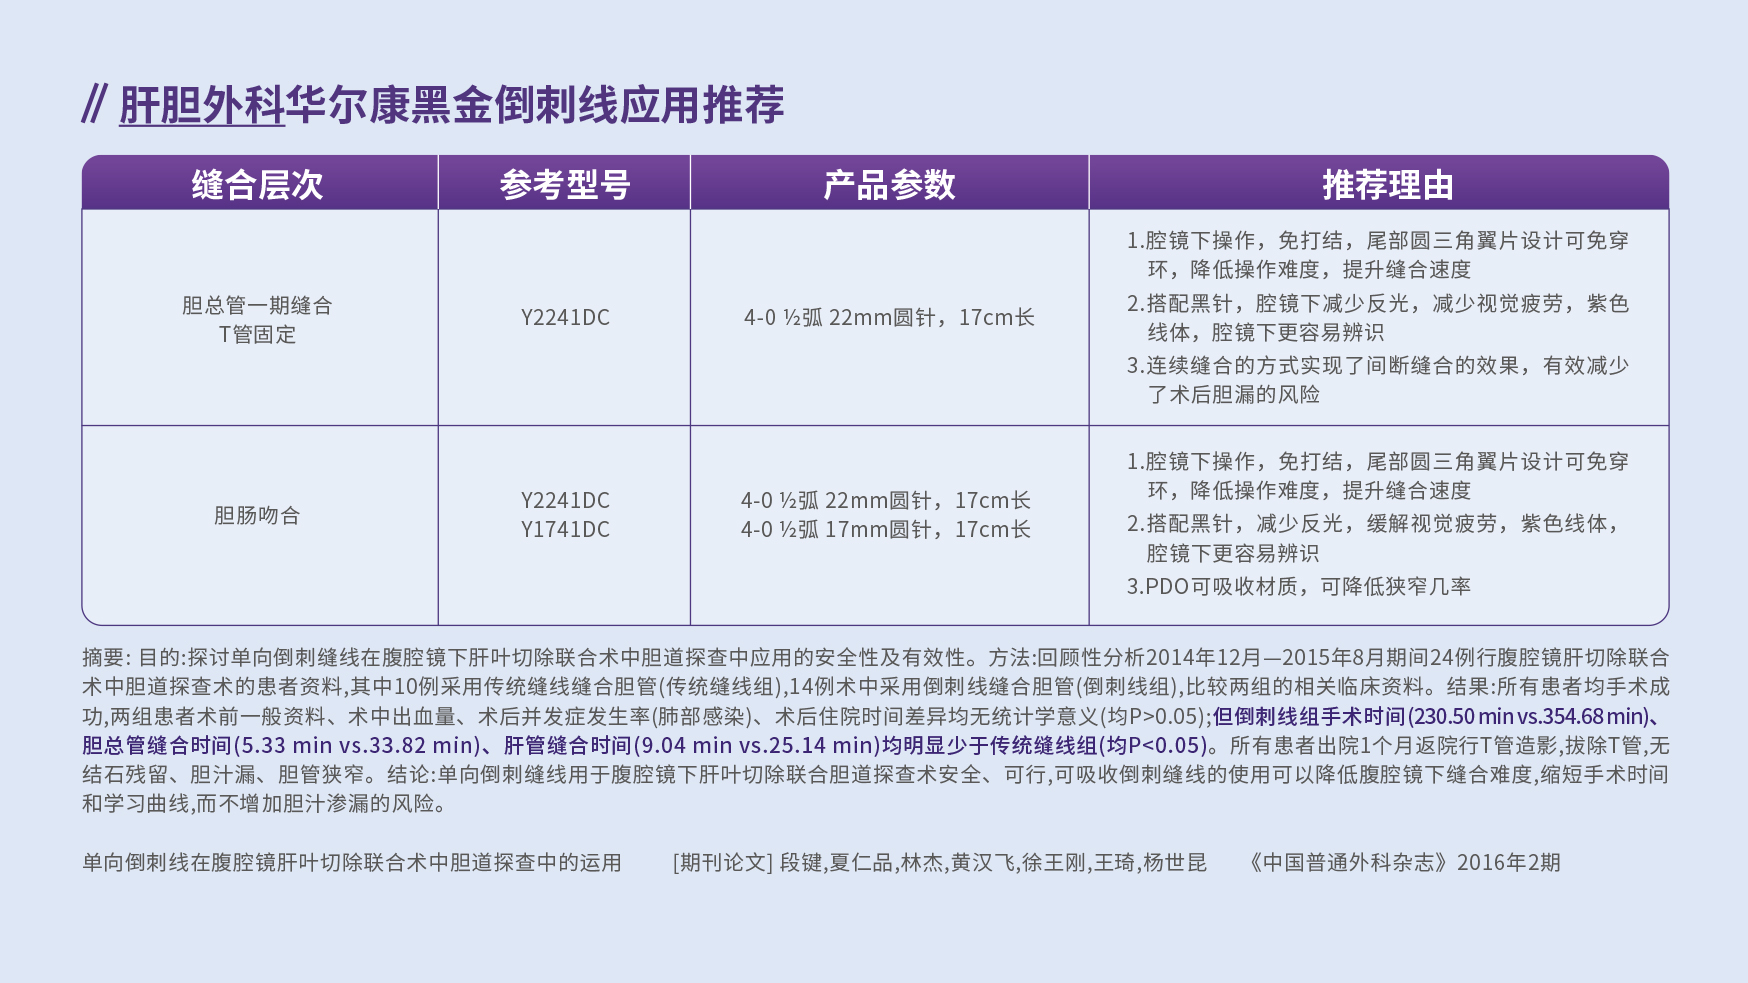 // 肝胆外科华尔康黑金倒刺线应用推荐
缝合层次 参考型号 产品参数 推荐理由
胆总管一期缝合
T管固定
Y2241DC
4-0 ½弧 22mm圆针，17cm长
1.腔镜下操作，免打结，尾部圆三角翼片设计可免穿
环，降低操作难度，提升缝合速度
2.搭配黑针，腔镜下减少反光，减少视觉疲劳，紫色
线体，腔镜下更容易辨识
3.连续缝合的方式实现了间断缝合的效果，有效减少
了术后胆漏的风险
胆肠吻合
Y2241DC
Y1741DC
4-0 ½弧 22mm圆针，17cm长
4-0 ½弧 17mm圆针，17cm长
1.腔镜下操作，免打结，尾部圆三角翼片设计可免穿
环，降低操作难度，提升缝合速度
2.搭配黑针，减少反光，缓解视觉疲劳，紫色线体，
腔镜下更容易辨识
3.PDO可吸收材质，可降低狭窄几率
摘要: 目的:探讨单向倒刺缝线在腹腔镜下肝叶切除联合术中胆道探查中应用的安全性及有效性。方法:回顾性分析2014年12月—2015年8月期间24例行腹腔镜肝切除联合
术中胆道探查术的患者资料,其中10例采用传统缝线缝合胆管(传统缝线组),14例术中采用倒刺线缝合胆管(倒刺线组),比较两组的相关临床资料。结果:所有患者均手术成
功,两组患者术前一般资料、术中出血量、术后并发症发生率(肺部感染)、术后住院时间差异均无统计学意义(均P>0.05);但倒刺线组手术时间(230.50 min vs.354.68 min)、
胆总管缝合时间(5.33 min vs.33.82 min)、肝管缝合时间(9.04 min vs.25.14 min)均明显少于传统缝线组(均P<0.05)。所有患者出院1个月返院行T管造影,拔除T管,无
结石残留、胆汁漏、胆管狭窄。结论:单向倒刺缝线用于腹腔镜下肝叶切除联合胆道探查术安全、可行,可吸收倒刺缝线的使用可以降低腹腔镜下缝合难度,缩短手术时间
和学习曲线,而不增加胆汁渗漏的风险。
单向倒刺线在腹腔镜肝叶切除联合术中胆道探查中的运用 [期刊论文] 段键,夏仁品,林杰,黄汉飞,徐王刚,王琦,杨世昆 《中国普通外科杂志》2016年2期